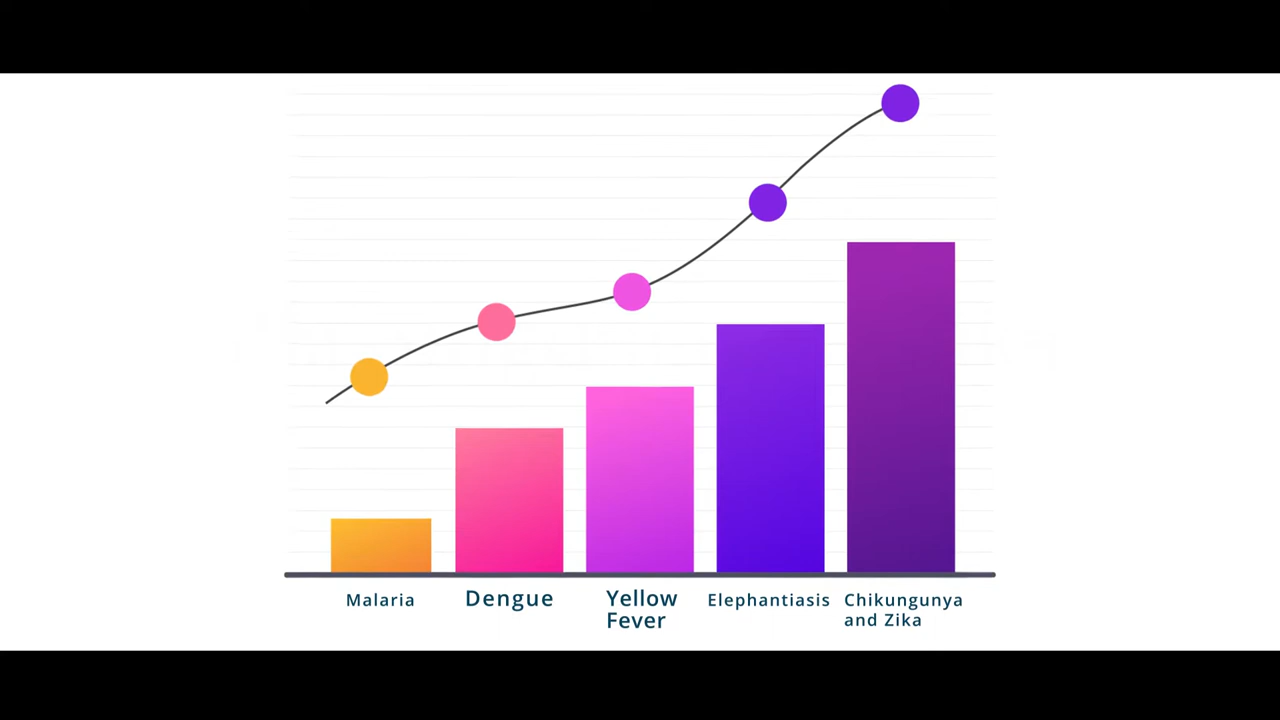 Malaria
Dengue
Yellow
Fever
Elephantiasis
Chikungunya
and Zika